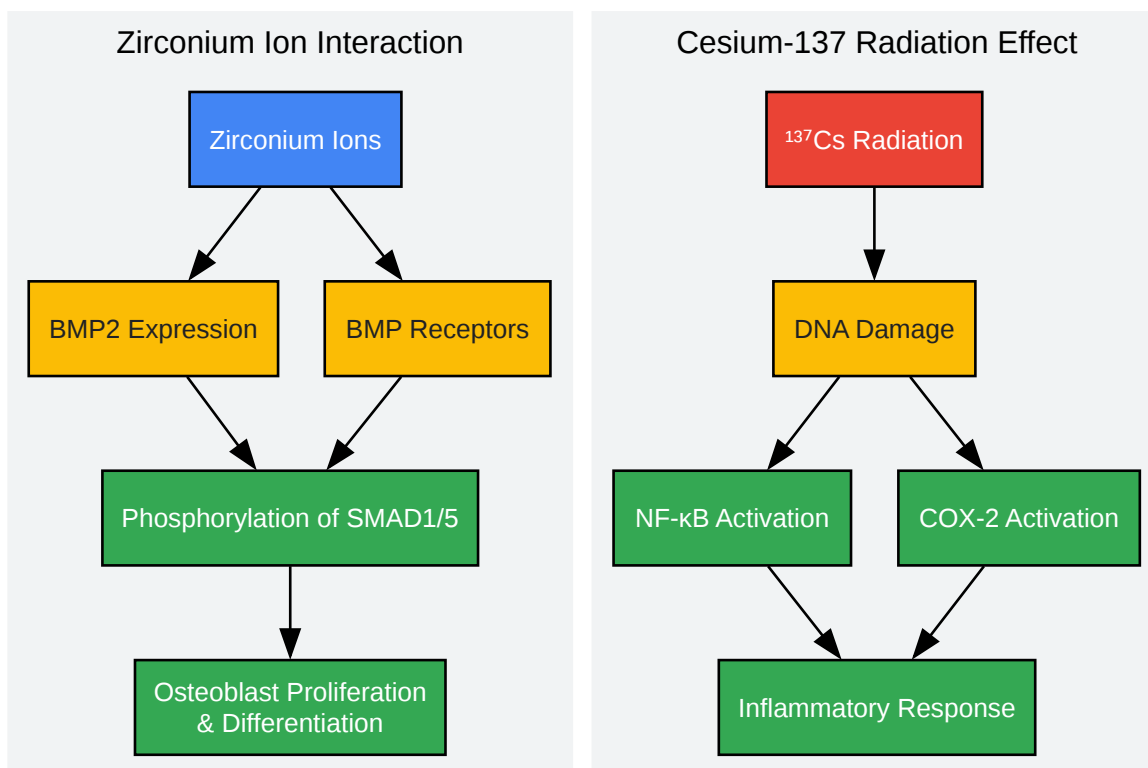 Zirconium Ion Interaction
Zirconium Ions
BMP2 Expression
BMP Receptors
Phosphorylation of SMAD1/5
Osteoblast Proliferation
& Differentiation
Cesium-137 Radiation Effect
¹³⁷Cs Radiation
DNA Damage
NF-κB Activation
COX-2 Activation
Inflammatory Response